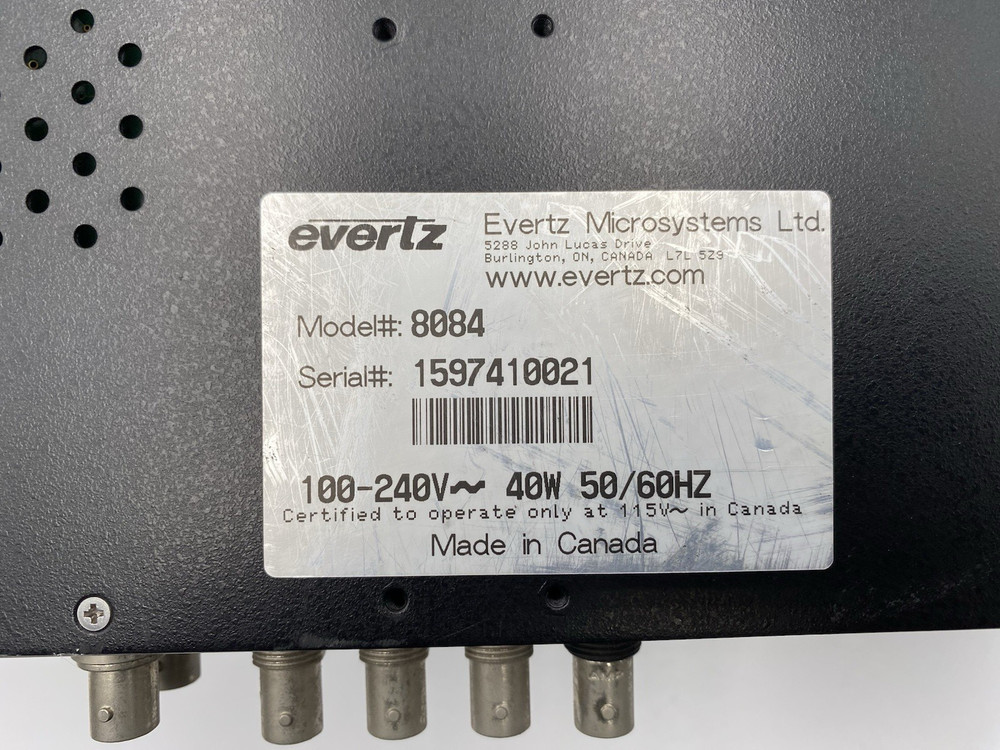 evertz
Evertz Microsystems Ltd.
5288 John Lucas Drive
Burlington, ON, CANADA L7L 5Z9
www.evertz.com
Model#: 8084
Serial#: 1597410021
100-240V~ 40W 50/60HZ
Certified to operate only at 115V~ in Canada
Made in Canada
AMP